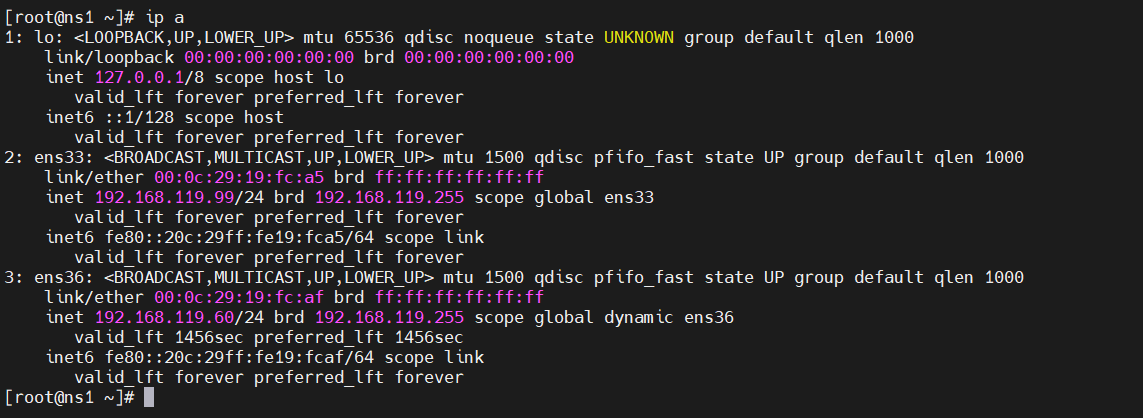 [root@ns1 ~]# ip a
1: lo: <LOOPBACK,UP,LOWER_UP> mtu 65536 qdisc noqueue state UNKNOWN group default qlen 1000
    link/loopback 00:00:00:00:00:00 brd 00:00:00:00:00:00
    inet 127.0.0.1/8 scope host lo
       valid_lft forever preferred_lft forever
    inet6 ::1/128 scope host
       valid_lft forever preferred_lft forever
2: ens33: <BROADCAST,MULTICAST,UP,LOWER_UP> mtu 1500 qdisc pfifo_fast state UP group default qlen 1000
    link/ether 00:0c:29:19:fc:a5 brd ff:ff:ff:ff:ff:ff
    inet 192.168.119.99/24 brd 192.168.119.255 scope global ens33
       valid_lft forever preferred_lft forever
    inet6 fe80::20c:29ff:fe19:fca5/64 scope link
       valid_lft forever preferred_lft forever
3: ens36: <BROADCAST,MULTICAST,UP,LOWER_UP> mtu 1500 qdisc pfifo_fast state UP group default qlen 1000
    link/ether 00:0c:29:19:fc:af brd ff:ff:ff:ff:ff:ff
    inet 192.168.119.60/24 brd 192.168.119.255 scope global dynamic ens36
       valid_lft 1456sec preferred_lft 1456sec
    inet6 fe80::20c:29ff:fe19:fcaf/64 scope link
       valid_lft forever preferred_lft forever
[root@ns1 ~]#